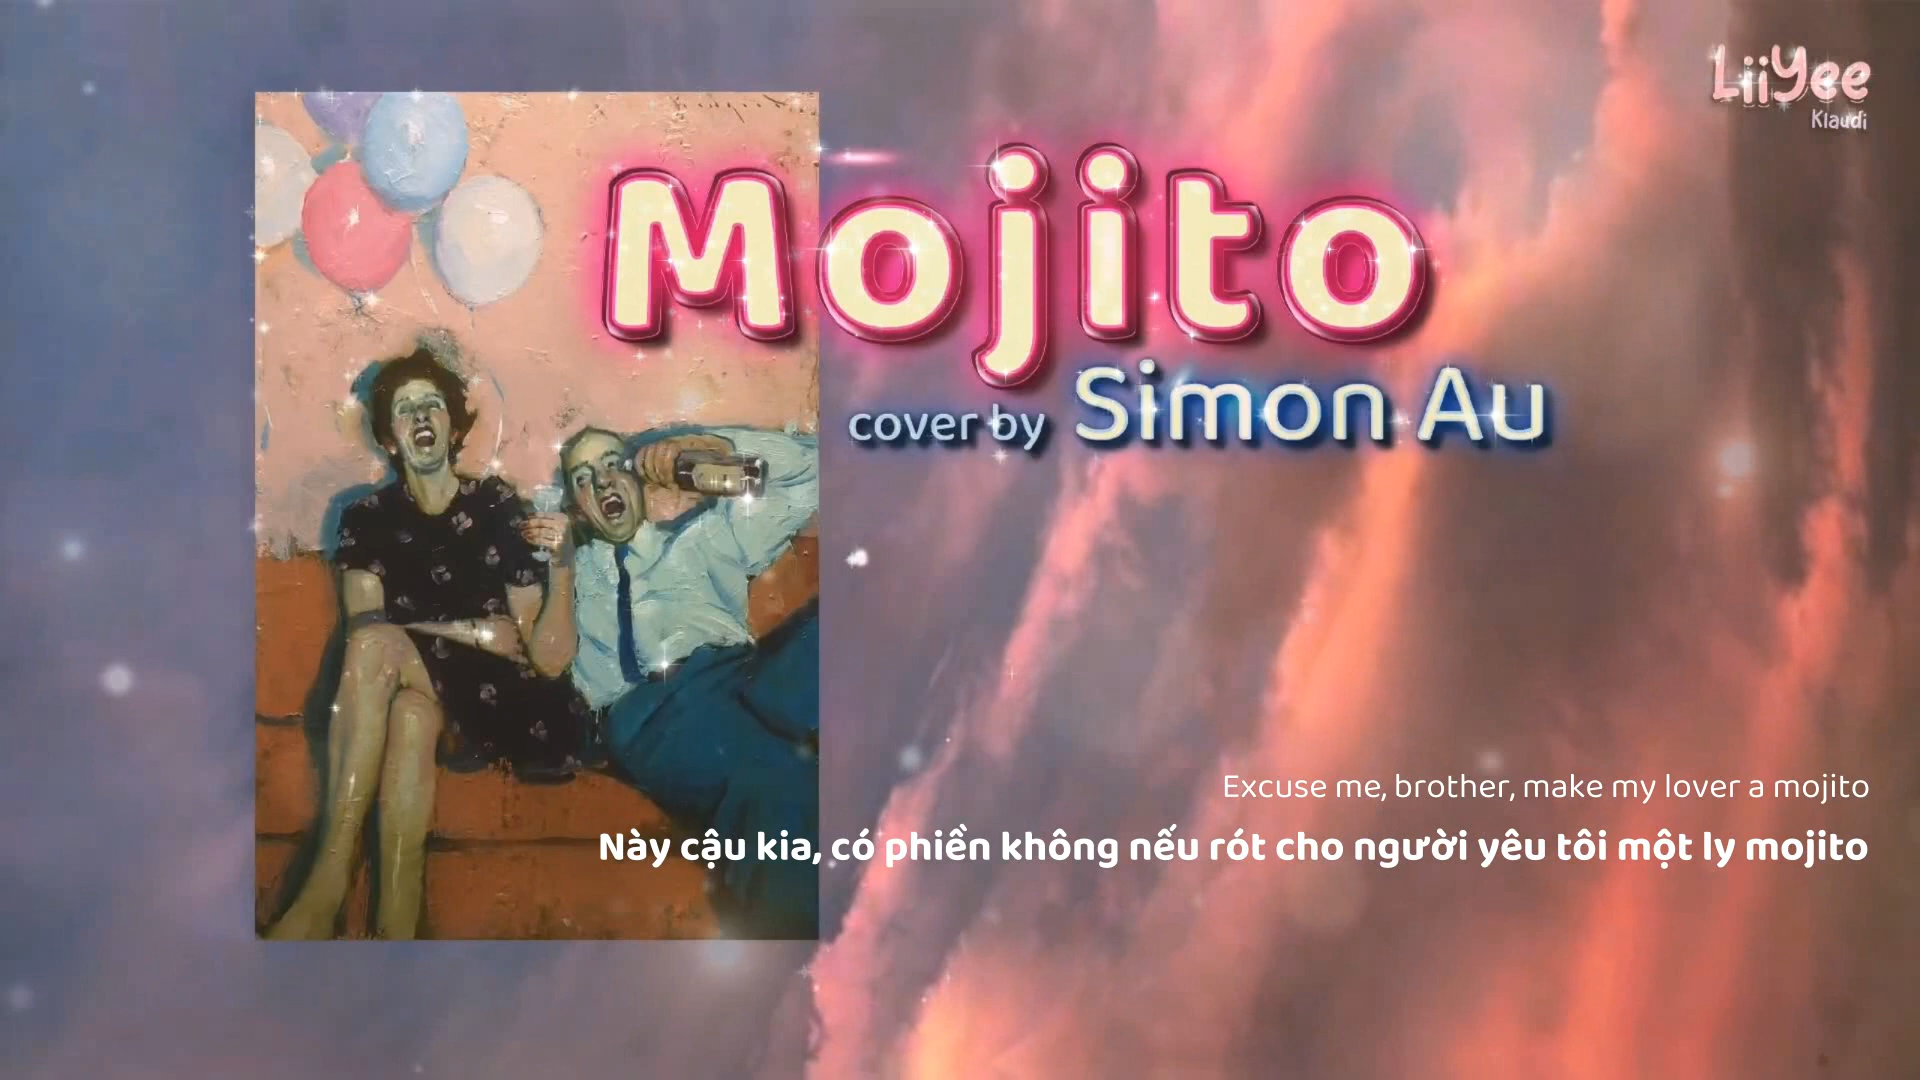 LiiYee
Klaudi
Mojito
cover by Simon Au
Excuse me, brother, make my lover a mojito
Này cậu kia, có phiền không nếu rót cho người yêu tôi một ly mojito